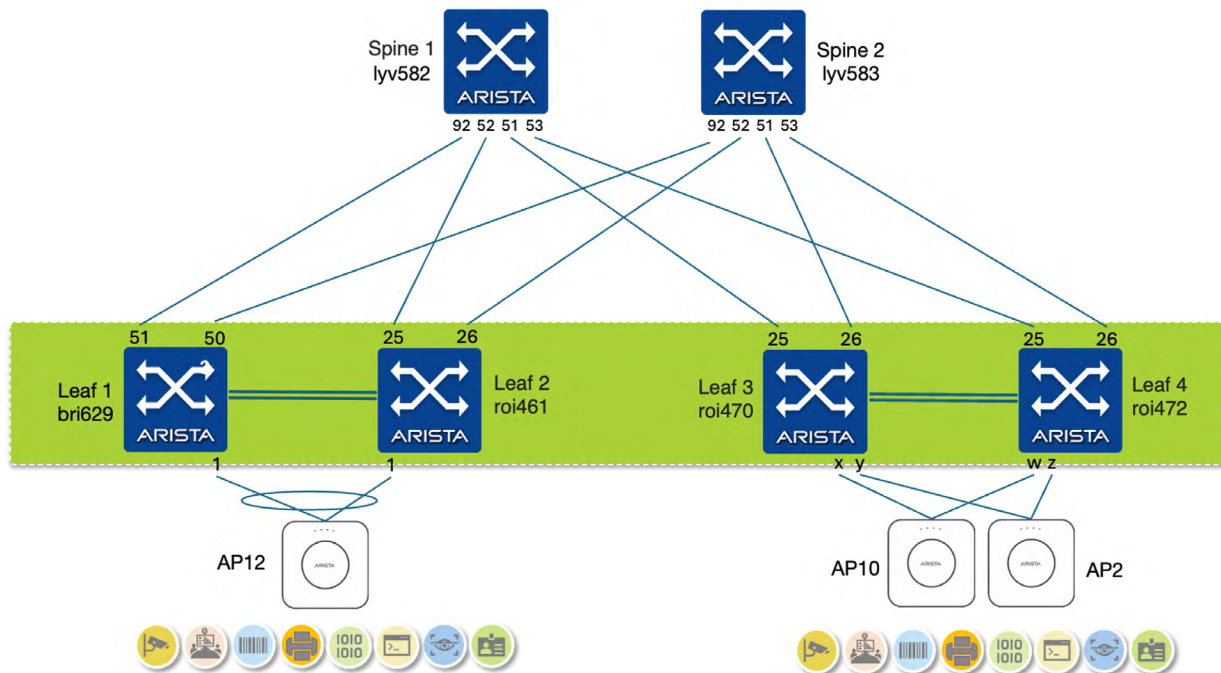 Spine 1
lyv582
ARISTA
Spine 2
lyv583
ARISTA
92 52 51 53
92 52 51 53
51 50
25 26
25 26
25 26
Leaf 1
bri629
ARISTA
Leaf 2
roi461
ARISTA
Leaf 3
roi470
ARISTA
Leaf 4
roi472
ARISTA
1
1
x y
w z
AP12
ARISTA
AP10
ARISTA
ARISTA
AP2
1010
1010
>_
1010
1010
>_